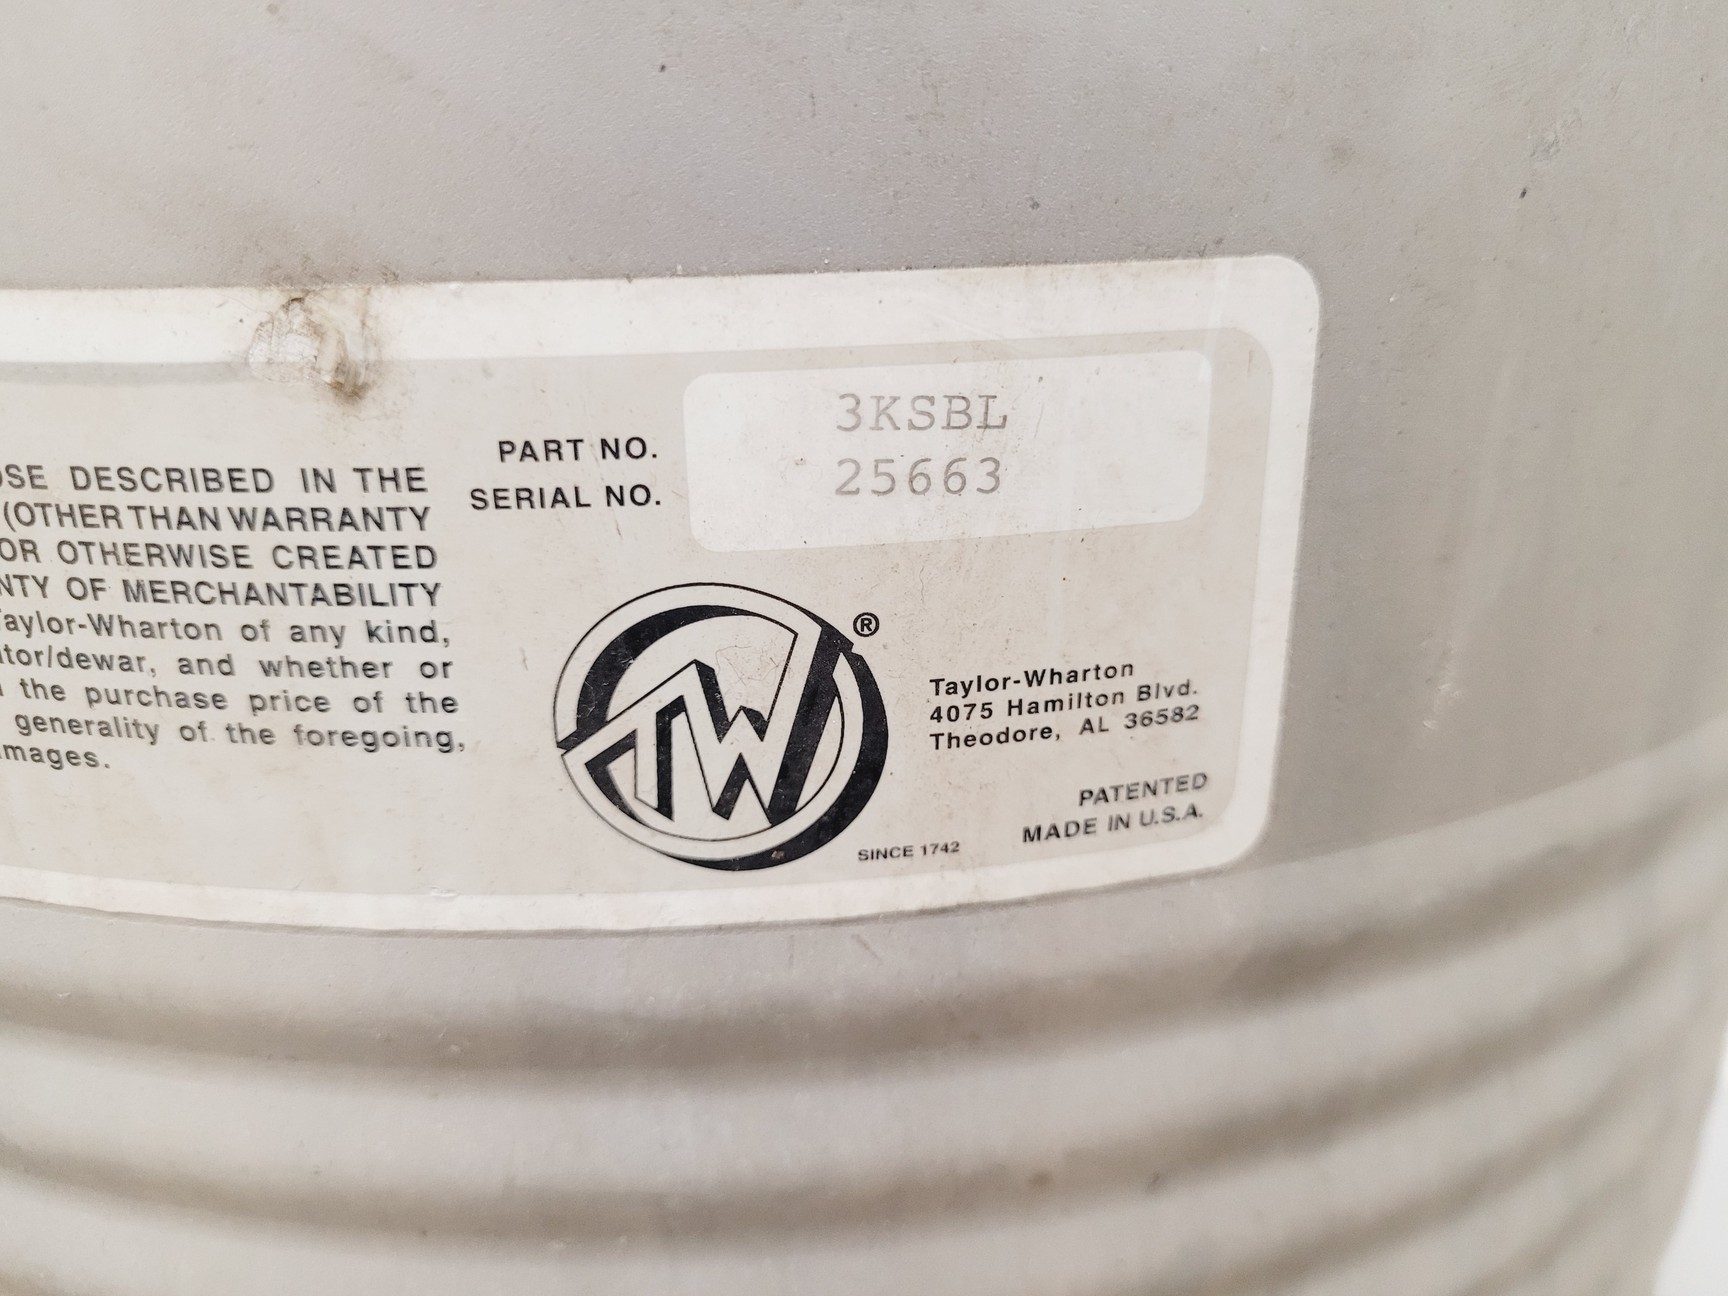 3KSBL
PART NO.
25663
SERIAL NO.
OSE DESCRIBED IN THE
(OTHER THAN WARRANTY
OR OTHERWISE CREATED
NTY OF MERCHANTABILITY
Taylor-Wharton of any kind,
ator/dewar, and whether or
the purchase price of the
generality of the foregoing,
mages.
TW
®
Taylor-Wharton
4075 Hamilton Blvd.
Theodore, AL 36582
PATENTED
MADE IN U.S.A.
SINCE 1742